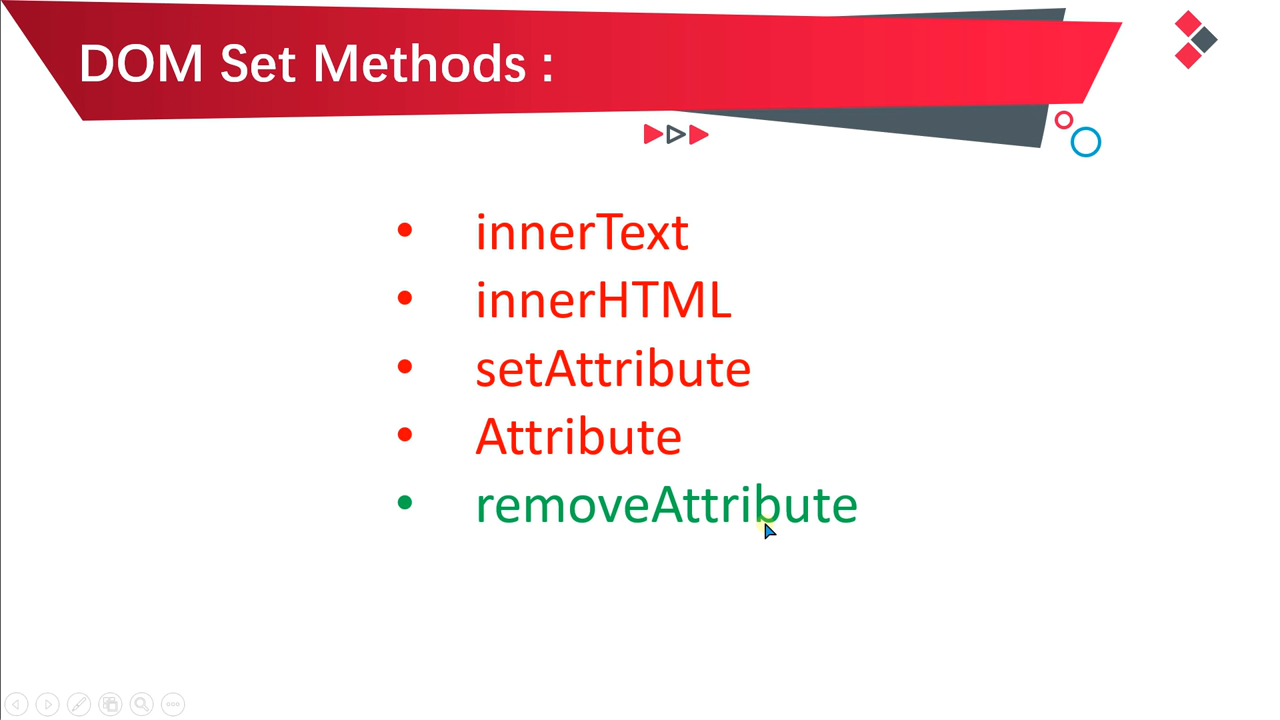 DOM Set Methods :
• innerText
• innerHTML
• setAttribute
• Attribute
• removeAttribute